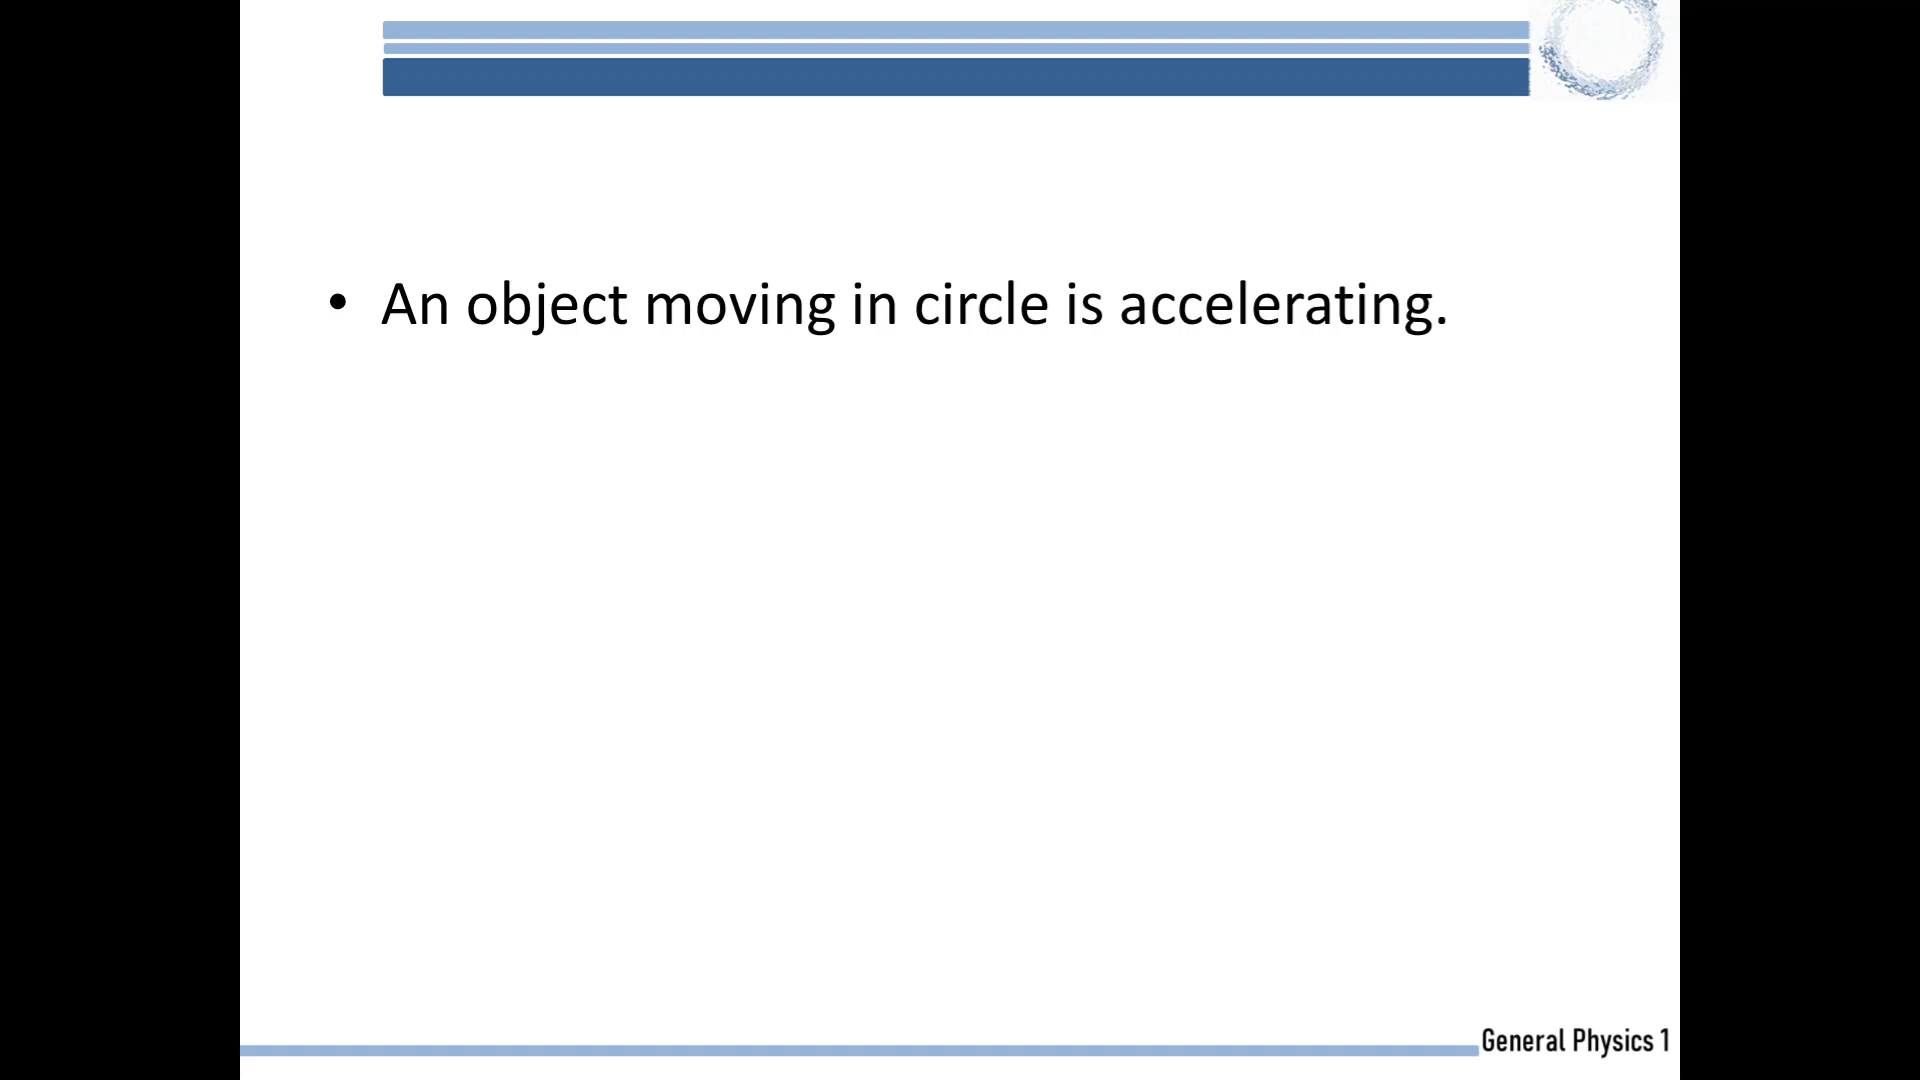 • An object moving in circle is accelerating.
General Physics 1